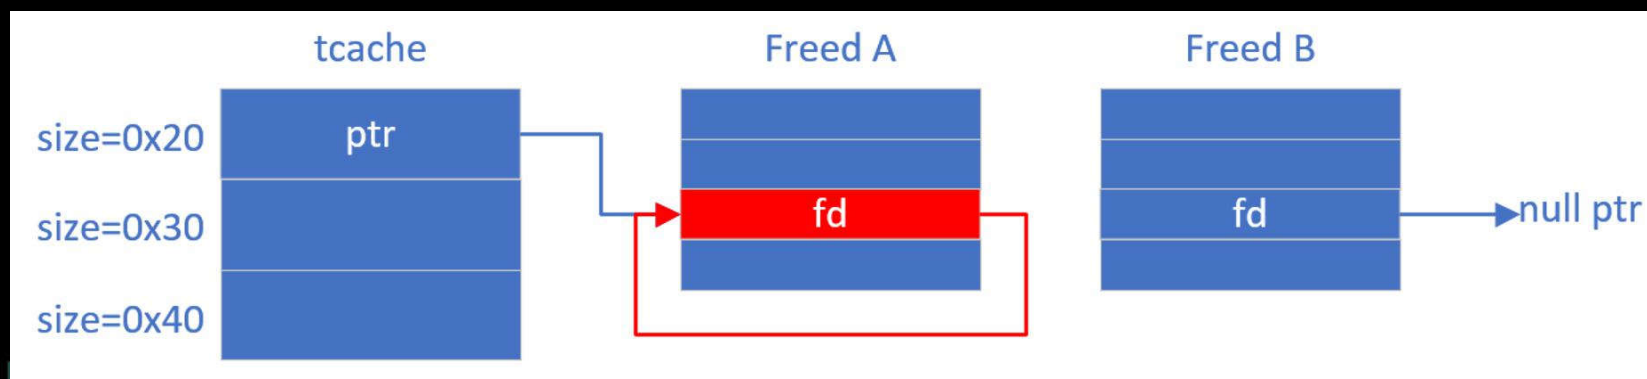 tcache
Freed A
Freed B
size=0x20
ptr
size=0x30
fd
fd
null ptr
size=0x40